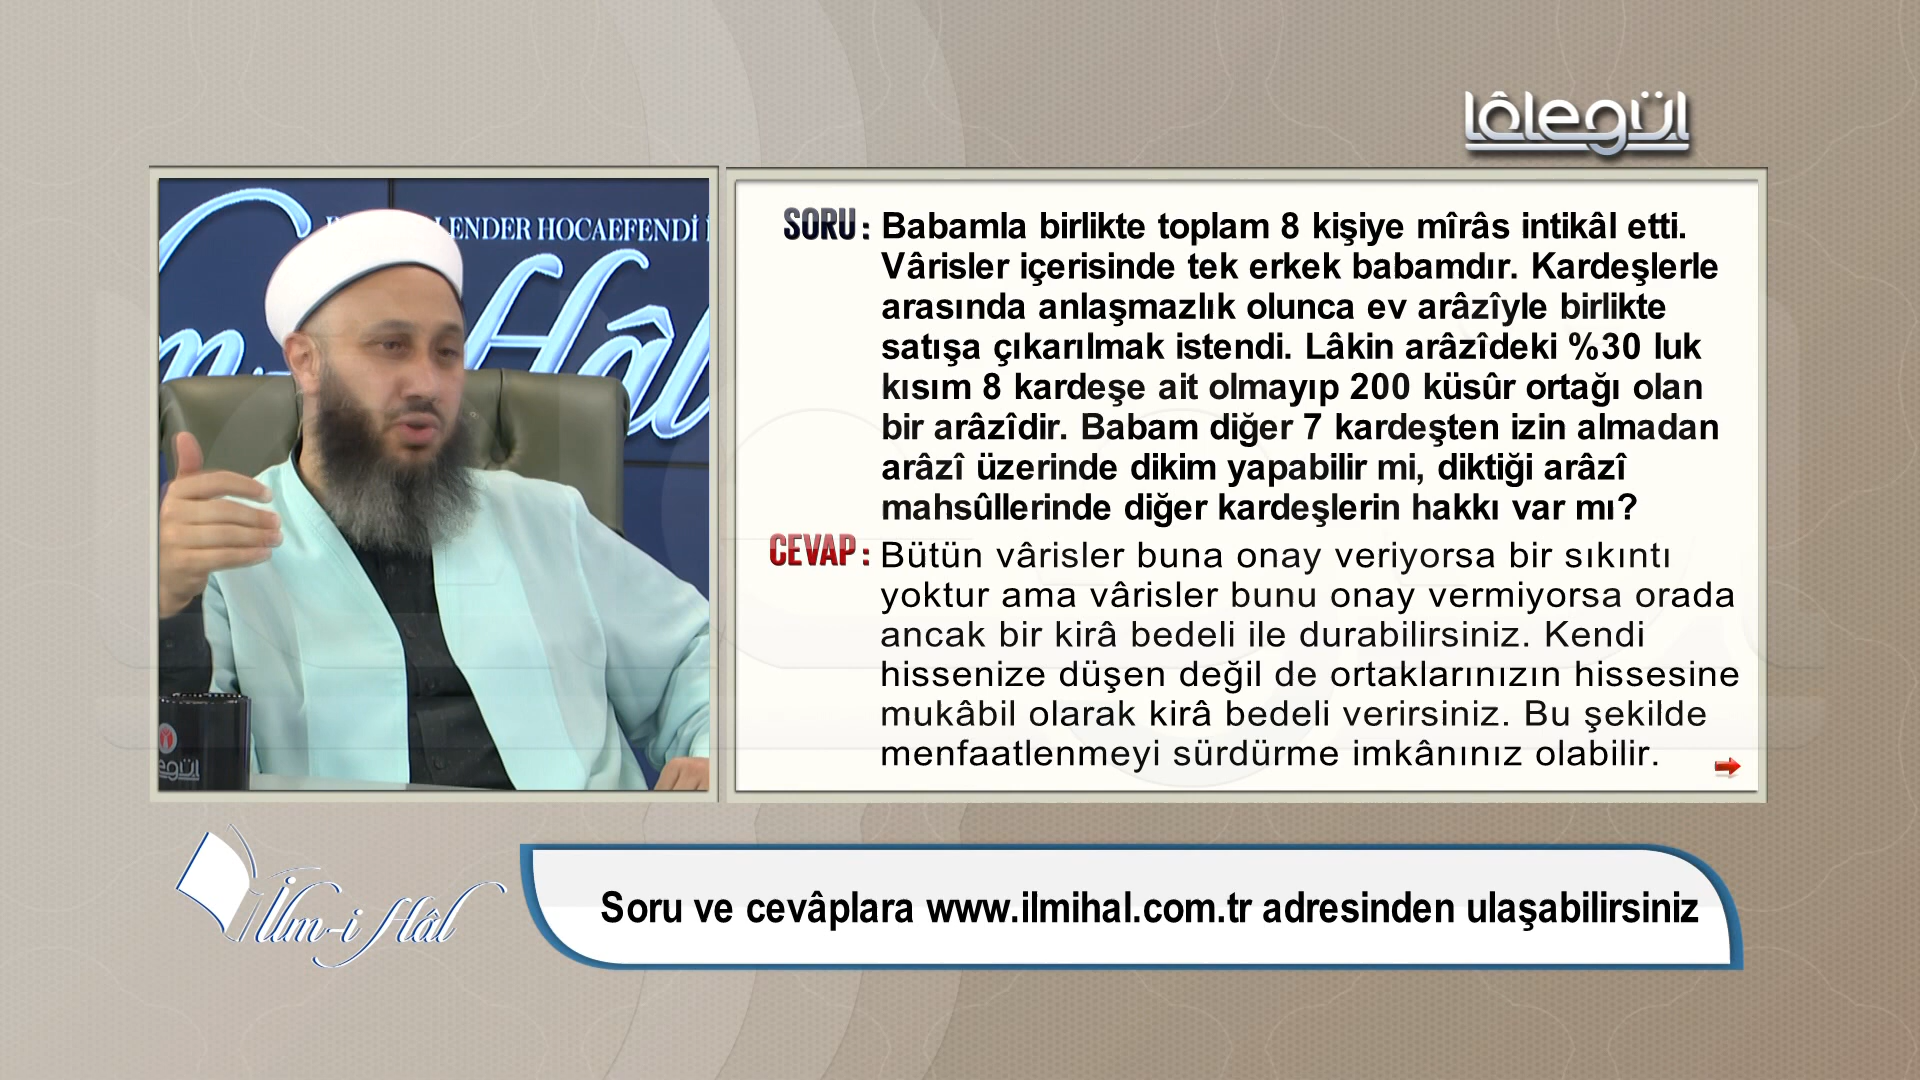 lâlegül
LENDER HOCAEFENDİ İ
SORU : Babamla birlikte toplam 8 kişiye mîrâs intikâl etti.
Vârisler içerisinde tek erkek babamdır. Kardeşlerle
arasında anlaşmazlık olunca ev arâzîyle birlikte
satışa çıkarılmak istendi. Lâkin arâzîdeki %30 luk
kısım 8 kardeşe ait olmayıp 200 küsûr ortağı olan
bir arâzîdir. Babam diğer 7 kardeşten izin almadan
arâzî üzerinde dikim yapabilir mi, diktiği arâzî
mahsûllerinde diğer kardeşlerin hakkı var mı?
CEVAP : Bütün vârisler buna onay veriyorsa bir sıkıntı
yoktur ama vârisler bunu onay vermiyorsa orada
ancak bir kirâ bedeli ile durabilirsiniz. Kendi
hissenize düşen değil de ortaklarınızın hissesine
mukâbil olarak kirâ bedeli verirsiniz. Bu şekilde
menfaatlenmeyi sürdürme imkânınız olabilir.
İlm-i Hâl
Soru ve cevâplara www.ilmihal.com.tr adresinden ulaşabilirsiniz